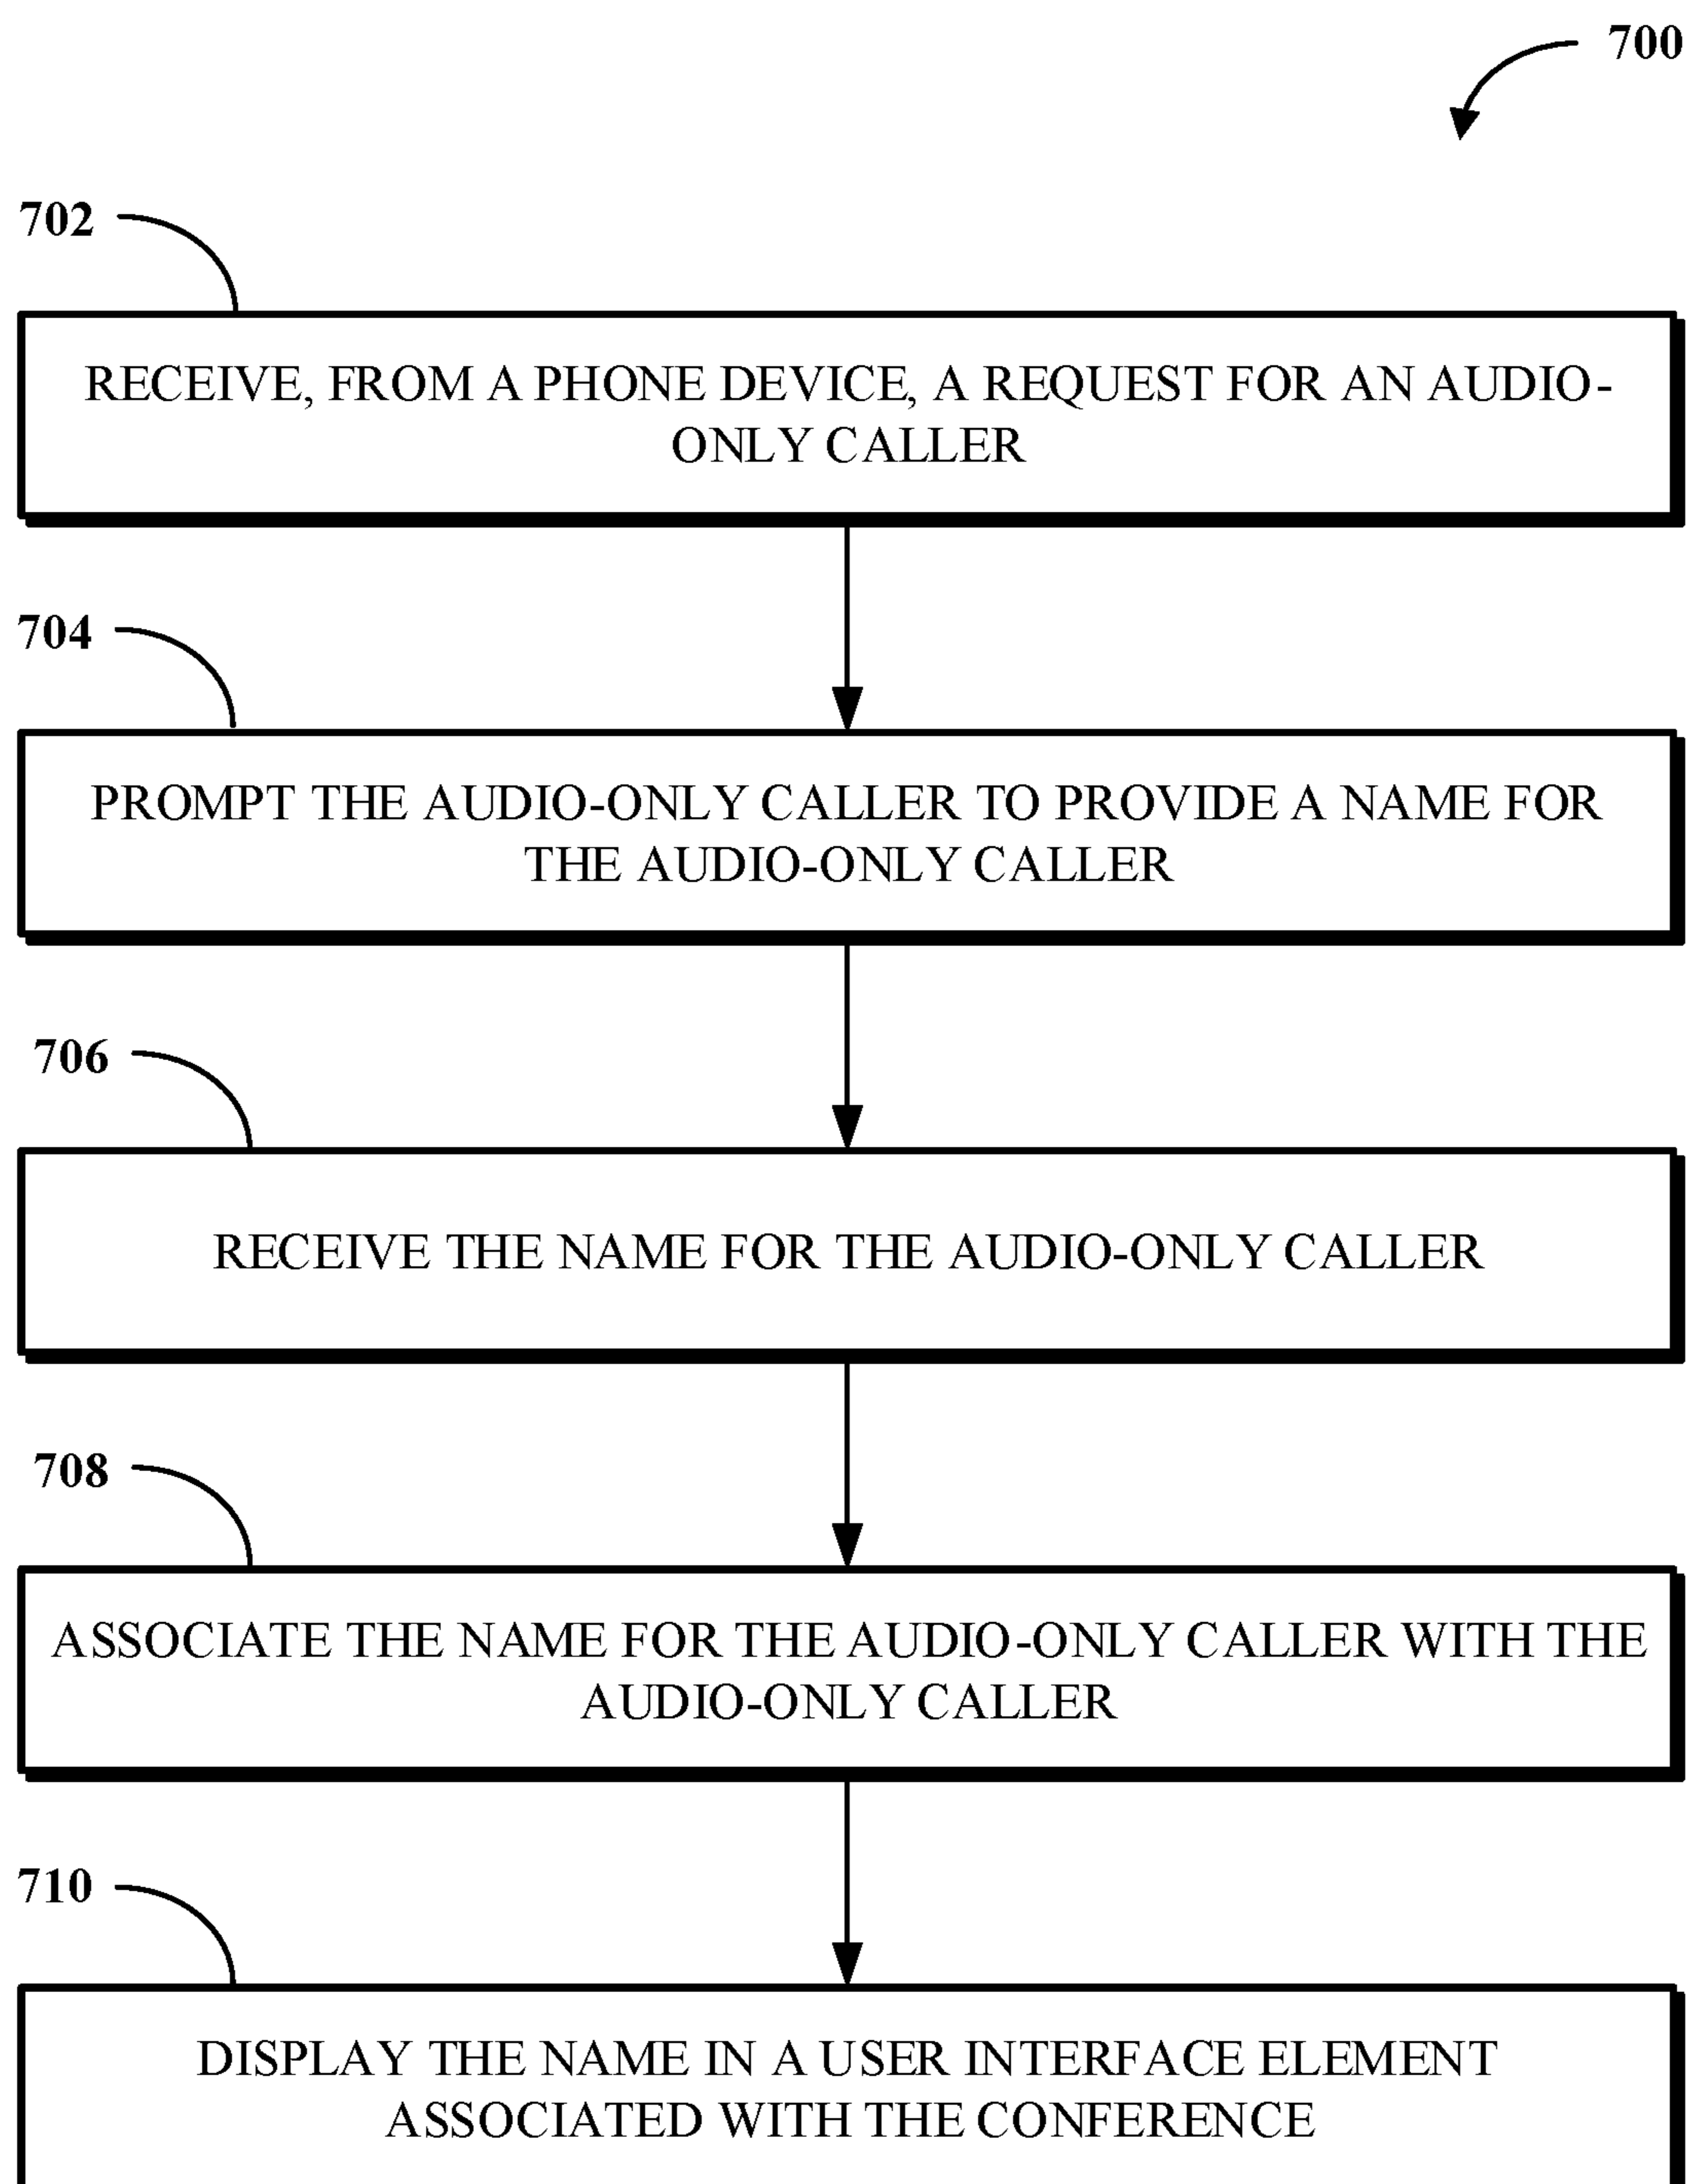 700
702
RECEIVE, FROM A PHONE DEVICE, A REQUEST FOR AN AUDIO-
ONLY CALLER
704
PROMPT THE AUDIO-ONLY CALLER TO PROVIDE A NAME FOR
THE AUDIO-ONLY CALLER
706
RECEIVE THE NAME FOR THE AUDIO-ONLY CALLER
708
ASSOCIATE THE NAME FOR THE AUDIO-ONLY CALLER WITH THE
AUDIO-ONLY CALLER
710
DISPLAY THE NAME IN A USER INTERFACE ELEMENT
ASSOCIATED WITH THE CONFERENCE